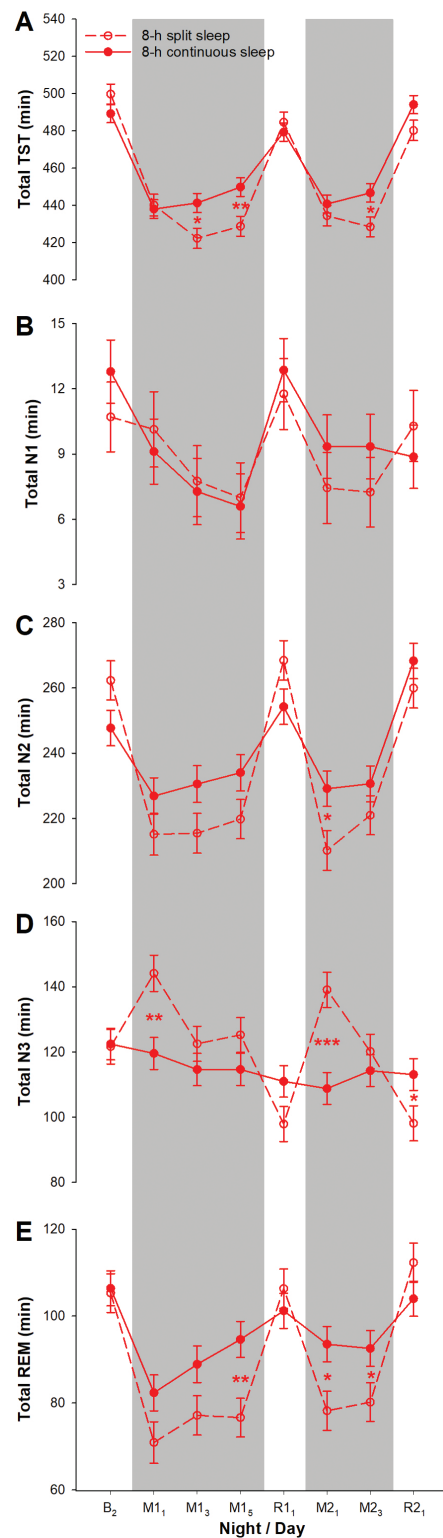 A
540
8-h split sleep
8-h continuous sleep
520
500
480
460
440
420
400
Total TST (min)
*
**
*
B
15
12
9
6
3
Total N1 (min)
C
280
260
240
220
200
Total N2 (min)
*
D
160
140
120
100
80
Total N3 (min)
**
***
*
E
120
100
80
60
Total REM (min)
**
*
*
B₂ M1₁ M1₃ M1₅ R1₁ M2₁ M2₃ R2₁
Night / Day